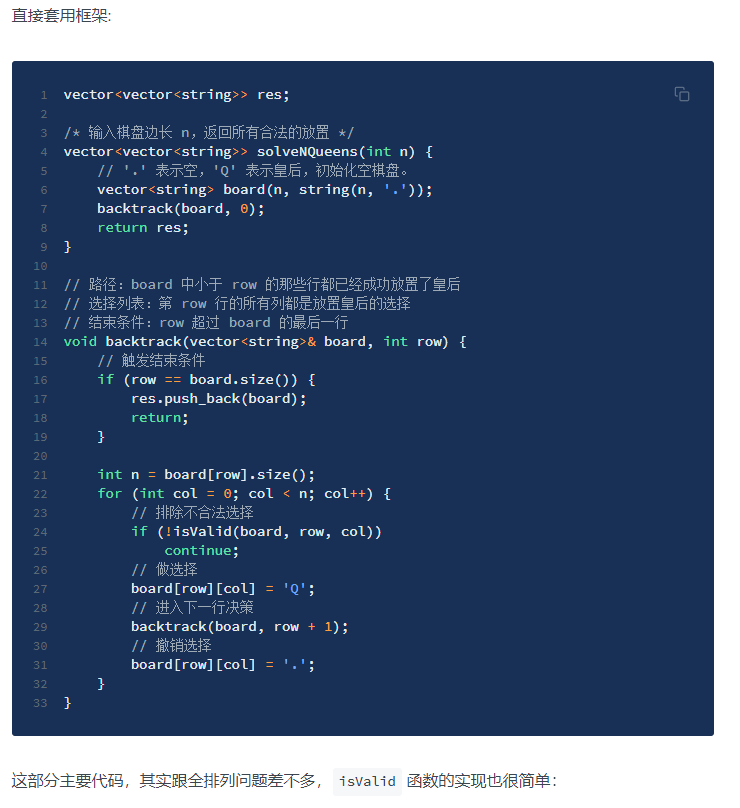 直接套用框架:
1 vector<vector<string>> res;
2
3 /* 输入棋盘边长 n，返回所有合法的放置 */
4 vector<vector<string>> solveNQueens(int n) {
5     // '.' 表示空，'Q' 表示皇后，初始化空棋盘。
6     vector<string> board(n, string(n, '.'));
7     backtrack(board, 0);
8     return res;
9 }
10
11 // 路径：board 中小于 row 的那些行都已经成功放置了皇后
12 // 选择列表：第 row 行的所有列都是放置皇后的选择
13 // 结束条件：row 超过 board 的最后一行
14 void backtrack(vector<string>& board, int row) {
15     // 触发结束条件
16     if (row == board.size()) {
17         res.push_back(board);
18         return;
19     }
20
21     int n = board[row].size();
22     for (int col = 0; col < n; col++) {
23         // 排除不合法选择
24         if (!isValid(board, row, col))
25             continue;
26         // 做选择
27         board[row][col] = 'Q';
28         // 进入下一行决策
29         backtrack(board, row + 1);
30         // 撤销选择
31         board[row][col] = '.';
32     }
33 }
这部分主要代码，其实跟全排列问题差不多， isValid 函数的实现也很简单：